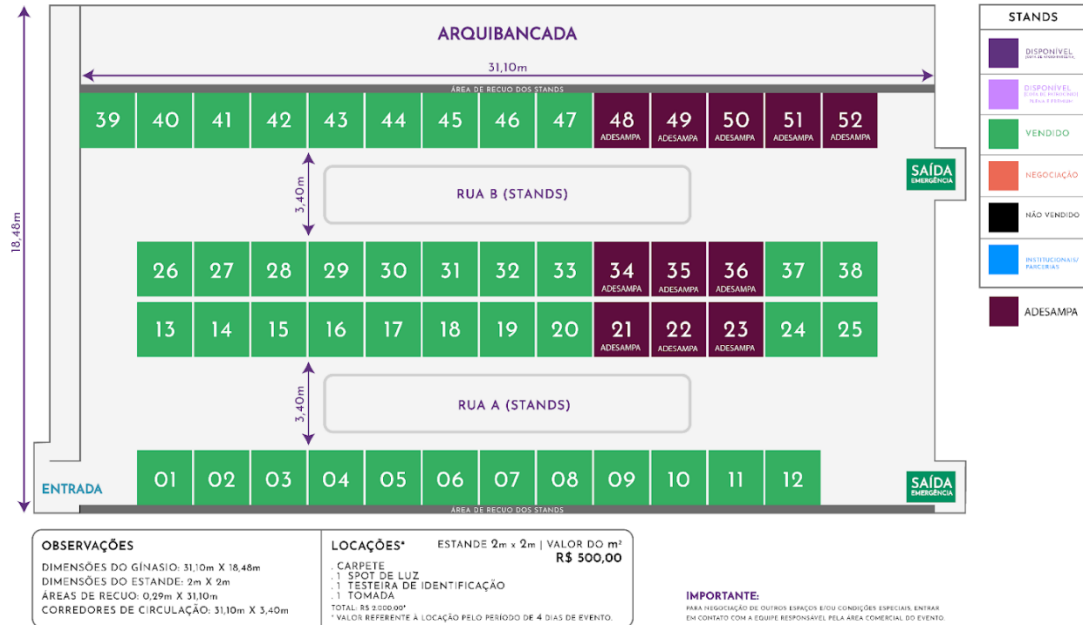 ARQUIBANCADA
31,10m
ÁREA DE RECUO DOS STANDS
39 40 41 42 43 44 45 46 47 48 49 50 51 52
ADESAMPA ADESAMPA ADESAMPA ADESAMPA ADESAMPA
18,48m
3,40m
RUA B (STANDS)
SAÍDA
EMERGÊNCIA
26 27 28 29 30 31 32 33 34 35 36 37 38
ADESAMPA ADESAMPA ADESAMPA
13 14 15 16 17 18 19 20 21 22 23 24 25
ADESAMPA ADESAMPA ADESAMPA
3,40m
RUA A (STANDS)
01 02 03 04 05 06 07 08 09 10 11 12
ENTRADA
SAÍDA
EMERGÊNCIA
ÁREA DE RECUO DOS STANDS
STANDS
DISPONÍVEL
DISPONÍVEL
VENDIDO
NEGOCIAÇÃO
NÃO VENDIDO
INSTITUCIONAIS/
PARCERIAS
ADESAMPA
OBSERVAÇÕES
DIMENSÕES DO GÍNASIO: 31,10m X 18,48m
DIMENSÕES DO ESTANDE: 2m X 2m
ÁREAS DE RECUO: 0,29m X 31,10m
CORREDORES DE CIRCULAÇÃO: 31,10m X 3,40m
LOCAÇÕES* ESTANDE 2m x 2m | VALOR DO m²
R$ 500,00
. CARPETE
. 1 SPOT DE LUZ
. 1 TESTEIRA DE IDENTIFICAÇÃO
. 1 TOMADA
TOTAL: R$ 2.000,00*
* VALOR REFERENTE À LOCAÇÃO PELO PERÍODO DE 4 DIAS DE EVENTO.
IMPORTANTE:
PARA NEGOCIAÇÃO DE OUTROS ESPAÇOS E/OU CONDIÇÕES ESPECIAIS, ENTRAR
EM CONTATO COM A EQUIPE RESPONSÁVEL PELA ÁREA COMERCIAL DO EVENTO.